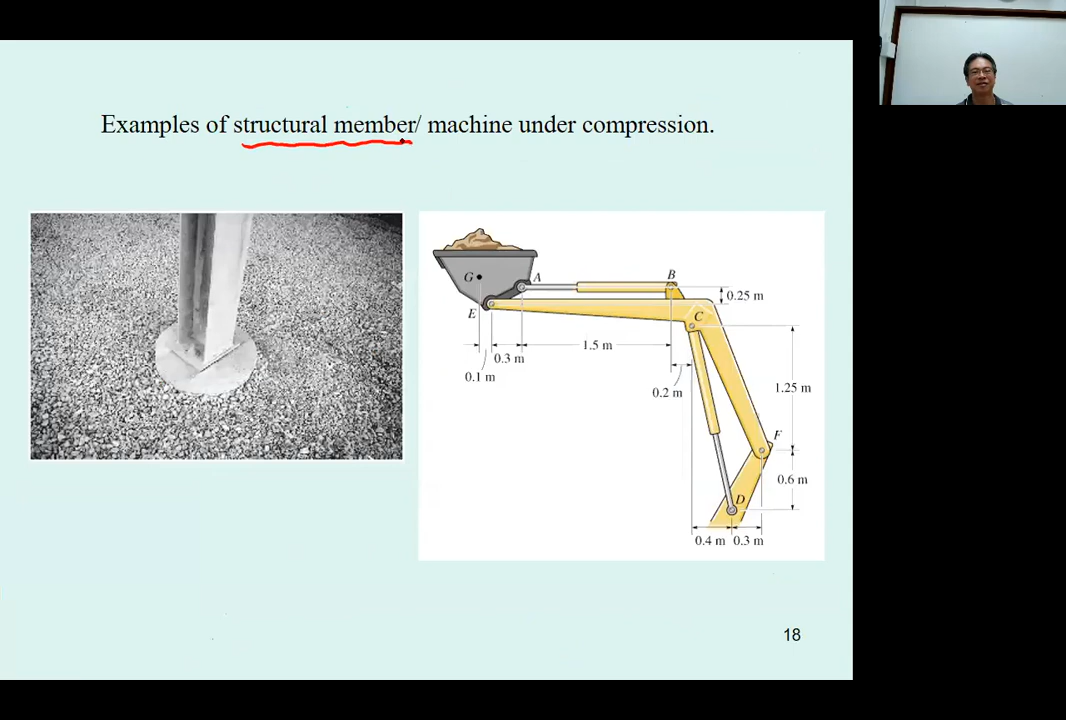 Examples of structural member/ machine under compression.
G
A
B
0.25 m
E
C
1.5 m
0.3 m
0.1 m
0.2 m
1.25 m
F
0.6 m
D
0.4 m 0.3 m
18